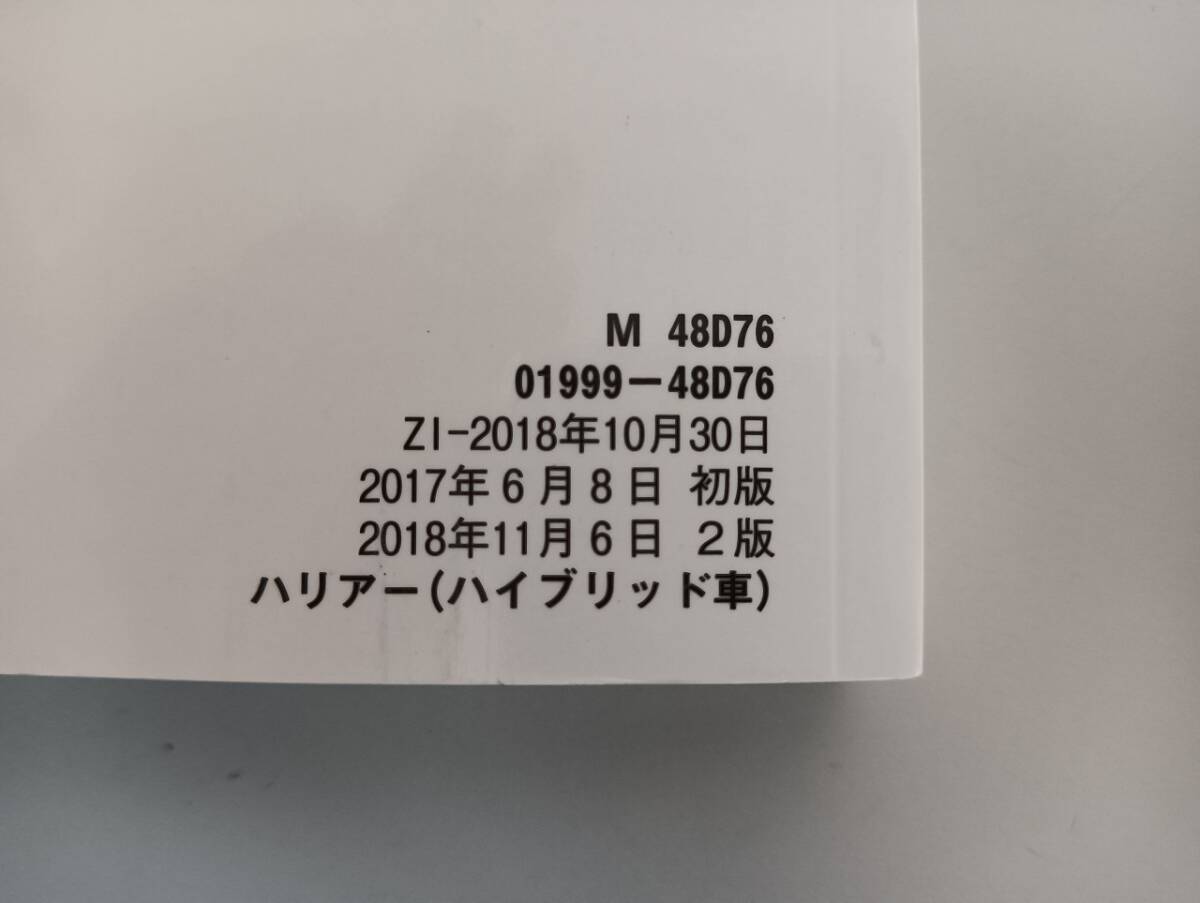 M 48D76
01999－48D76
ZI-2018年10月30日
2017年６月８日 初版
2018年11月６日 ２版
ハリアー(ハイブリッド車)